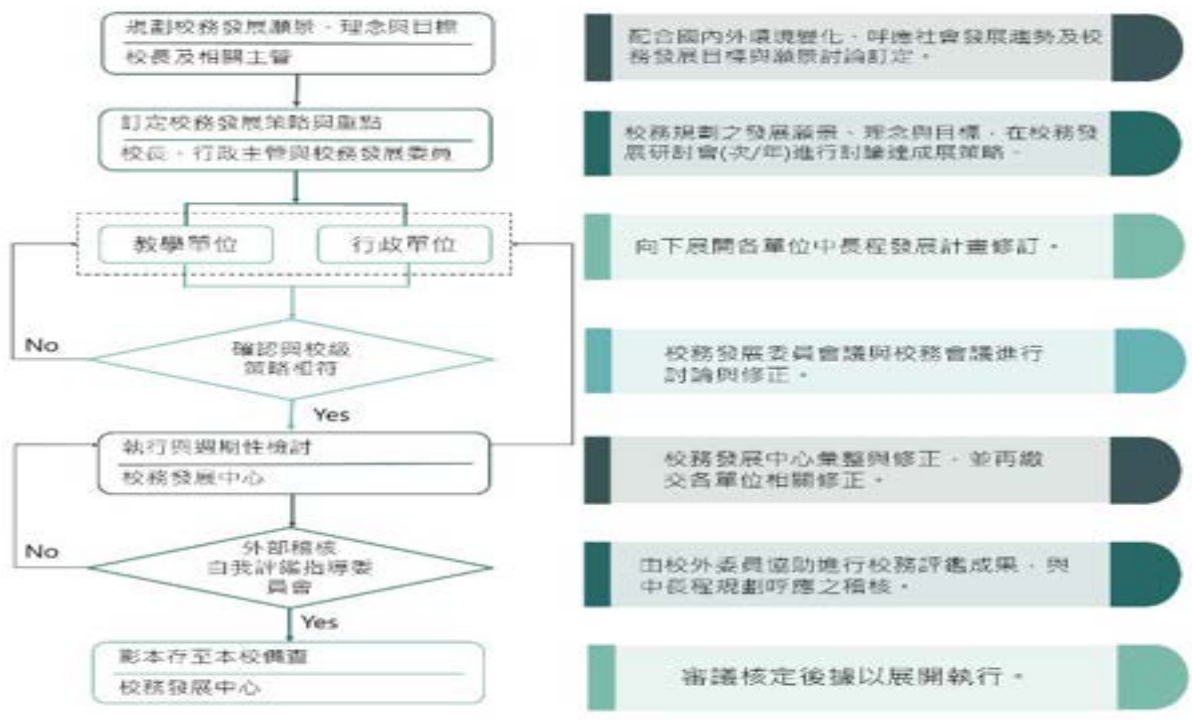 規劃校務發展願景、理念與目標
校長及相關主管
配合國內外環境變化、呼應社會發展趨勢及校
務發展目標與願景討論訂定。
訂定校務發展策略與重點
校長、行政主管與校務發展委員
校務規劃之發展願景、理念與目標，在校務發
展研討會(次/年)進行討論達成展策略。
教學單位
行政單位
向下展開各單位中長程發展計畫修訂。
No
確認與校級
策略相符
Yes
校務發展委員會議與校務會議進行
討論與修正。
執行與週期性檢討
校務發展中心
校務發展中心彙整與修正，並再繳
交各單位相關修正。
No
外部稽核
自我評鑑指導委
員會
Yes
由校外委員協助進行校務評鑑成果，與
中長程規劃呼應之稽核。
影本存至本校備查
校務發展中心
審議核定後據以展開執行。